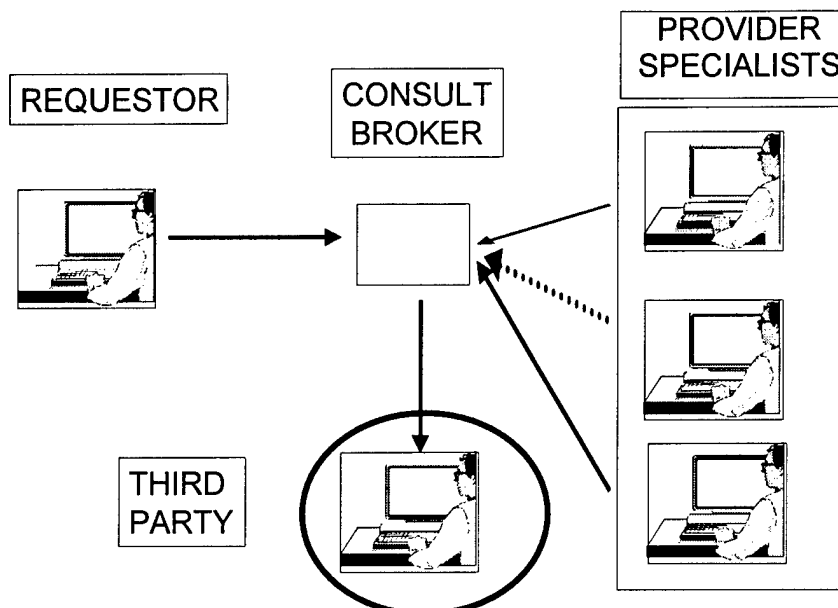 PROVIDER
SPECIALISTS
REQUESTOR
CONSULT
BROKER
THIRD
PARTY